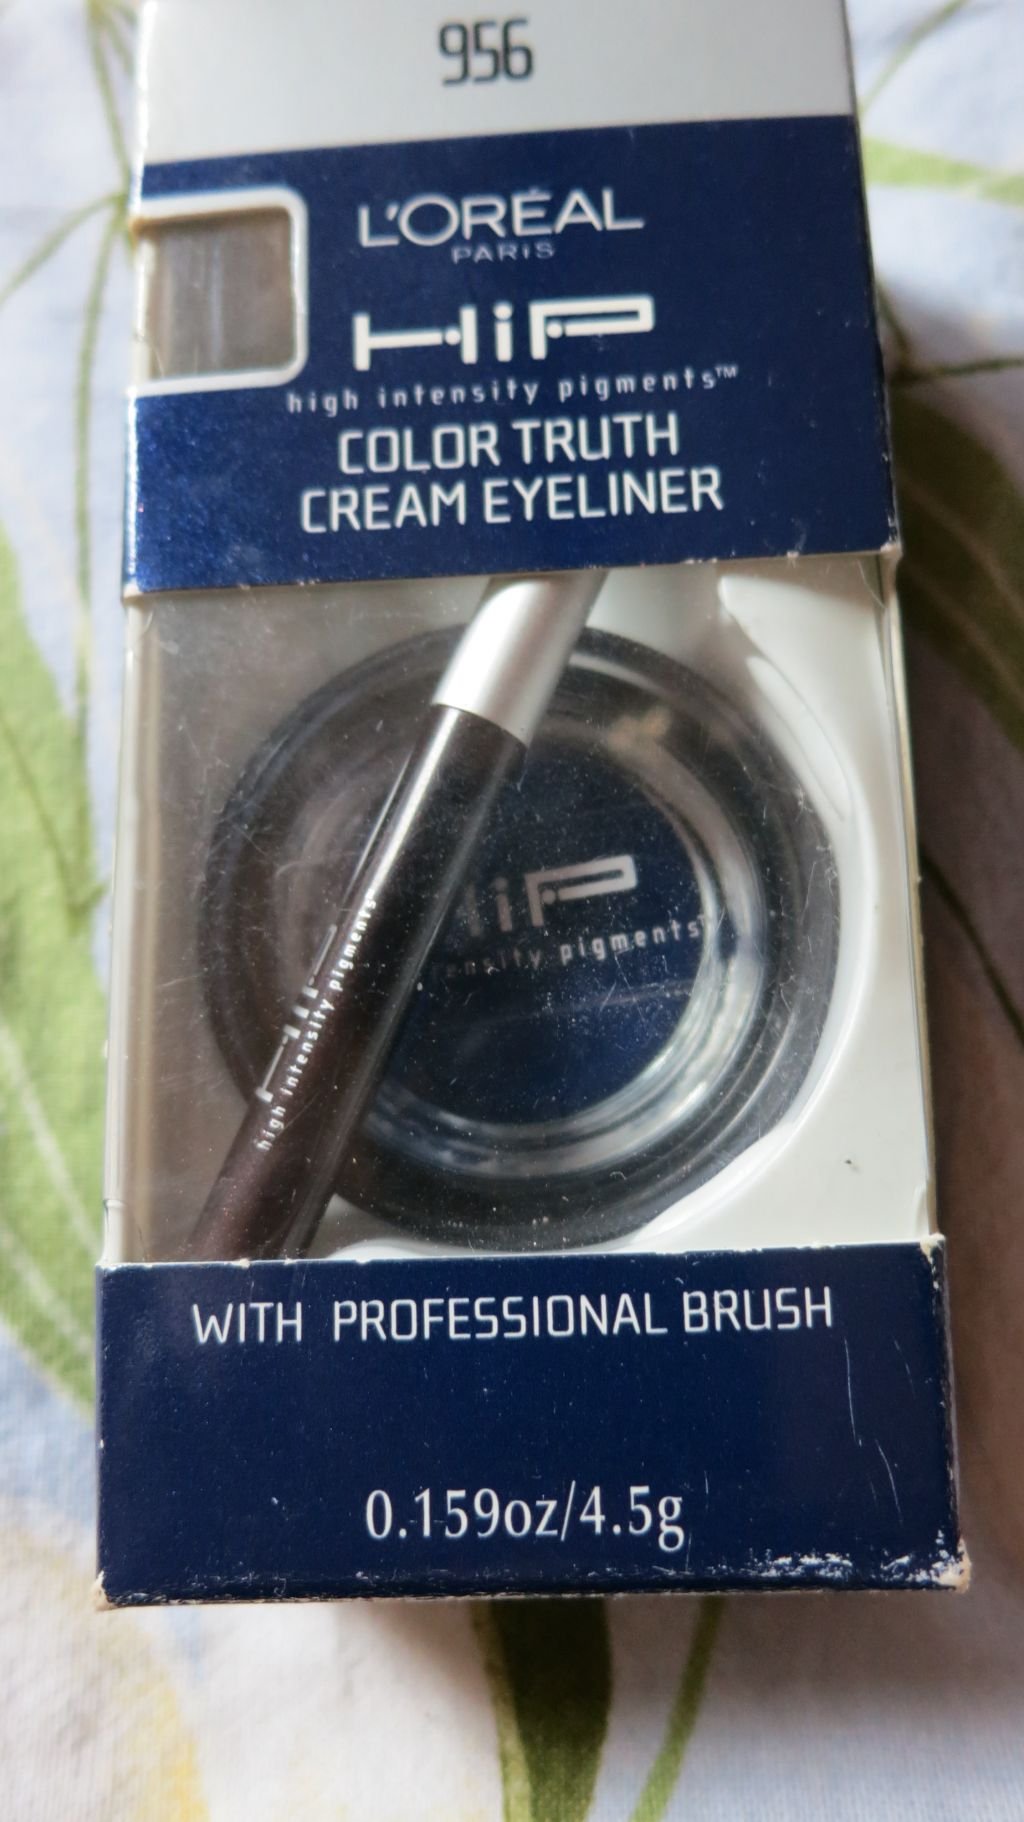 956
L'ORÉAL
PARIS
HiP
high intensity pigments™
COLOR TRUTH
CREAM EYELINER
HiP
pigments
HiP
high intensity pigments
WITH PROFESSIONAL BRUSH
0.159oz/4.5g